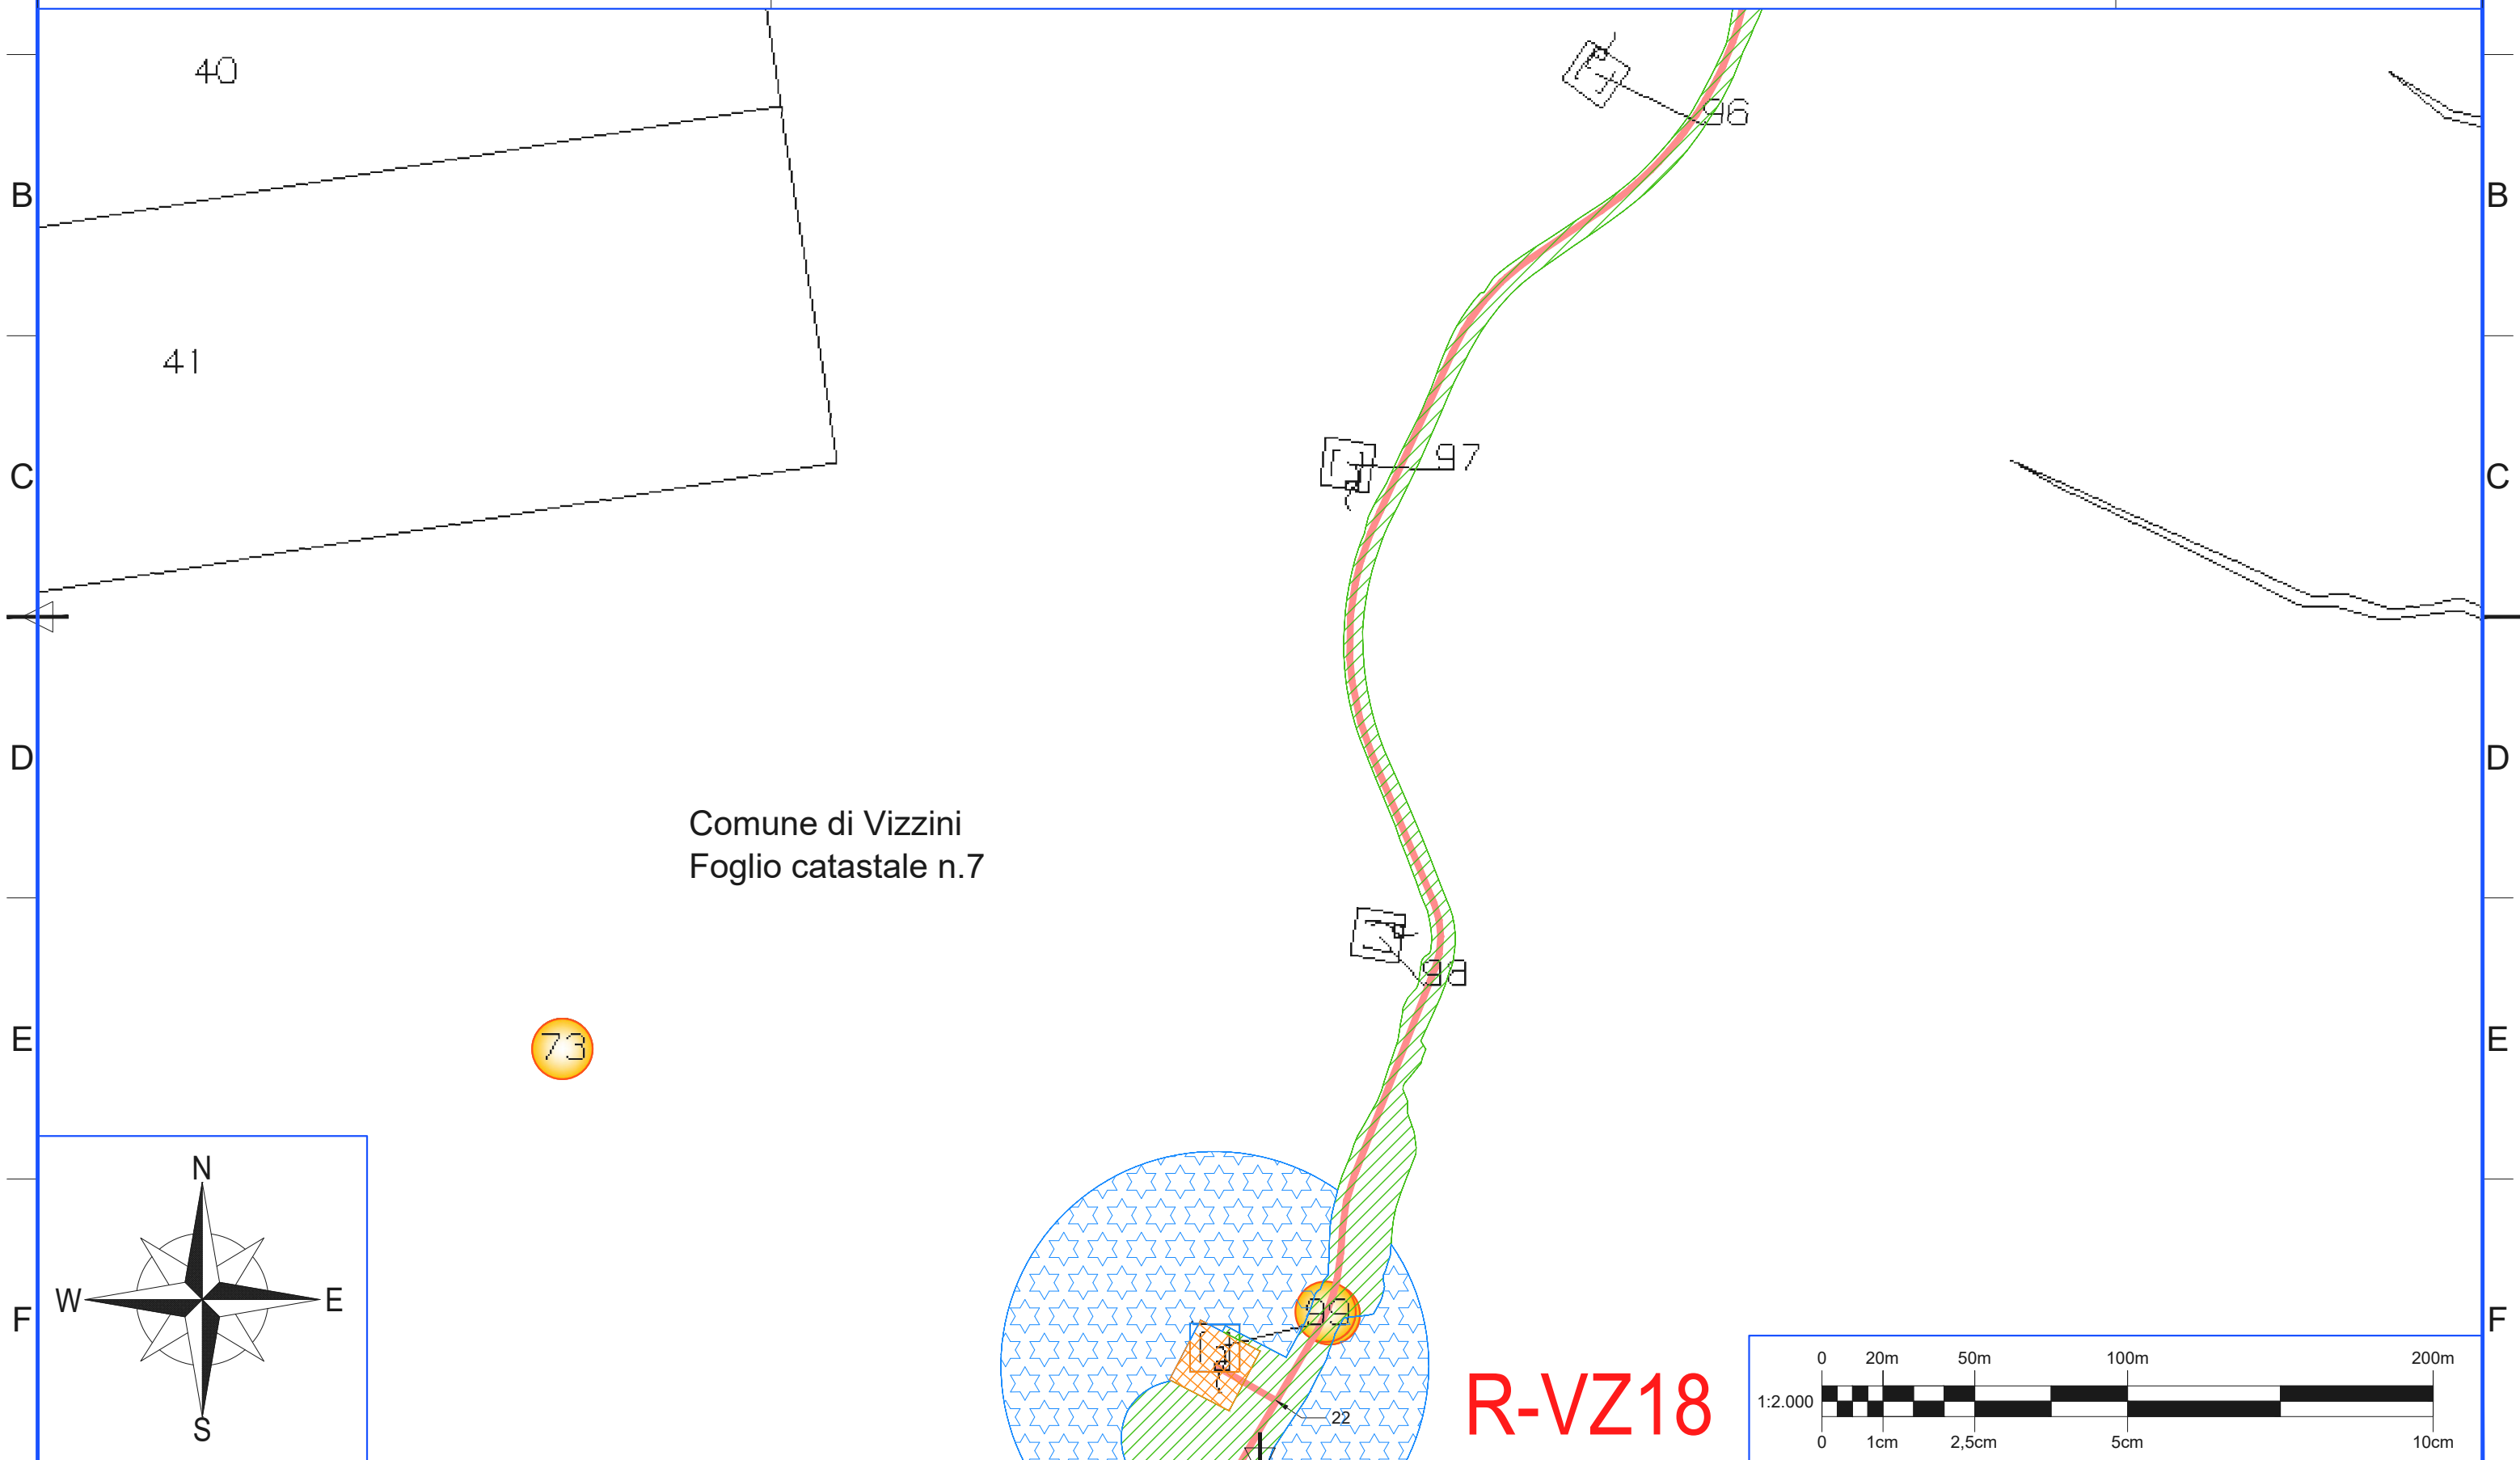 40
96
B
B
41
97
C
C
D
D
Comune di Vizzini
Foglio catastale n.7
98
73
E
E
N
W
E
S
F
F
99
22
R-VZ18
0 20m 50m 100m 200m
1:2.000
0 1cm 2,5cm 5cm 10cm